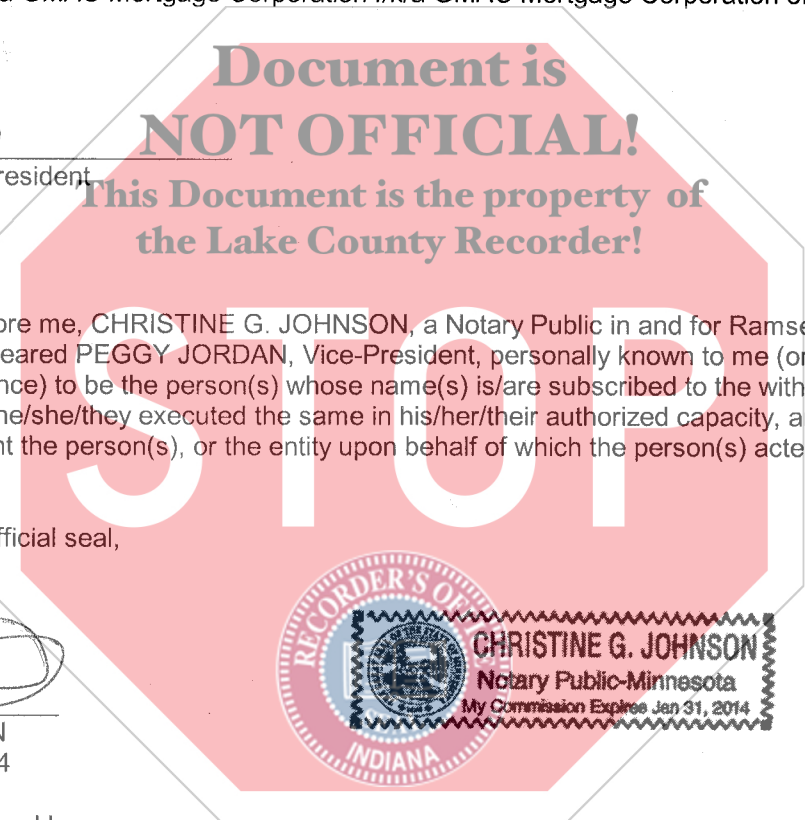 GMAC Mortgage Corporation f/k/a GMAC Mortgage Corporation of
Document is
NOT OFFICIAL!
resident
This Document is the property of
the Lake County Recorder!
STOP
ore me, CHRISTINE G. JOHNSON, a Notary Public in and for Ramse
eared PEGGY JORDAN, Vice-President, personally known to me (or
nce) to be the person(s) whose name(s) is/are subscribed to the with
he/she/they executed the same in his/her/their authorized capacity, a
nt the person(s), or the entity upon behalf of which the person(s) acte
fficial seal,
RECORDER'S OFFICE
INDIANA
CHRISTINE G. JOHNSON
Notary Public-Minnesota
My Commission Expires Jan 31, 2014
N
4